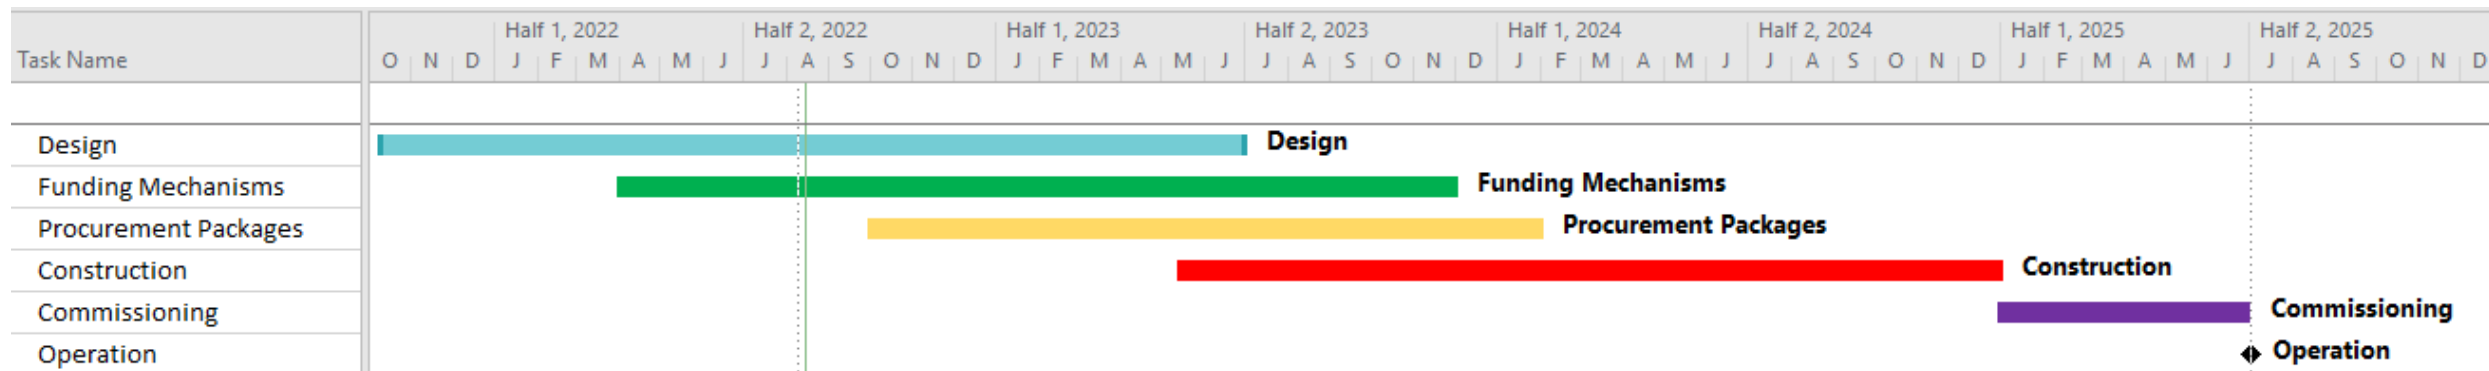 Half 1, 2022 Half 2, 2022 Half 1, 2023 Half 2, 2023 Half 1, 2024 Half 2, 2024 Half 1, 2025 Half 2, 2025
Task Name O N D J F M A M J J A S O N D J F M A M J J A S O N D J F M A M J J A S O N D J F M A M J J A S O N D
Design Design
Funding Mechanisms Funding Mechanisms
Procurement Packages Procurement Packages
Construction Construction
Commissioning Commissioning
Operation Operation